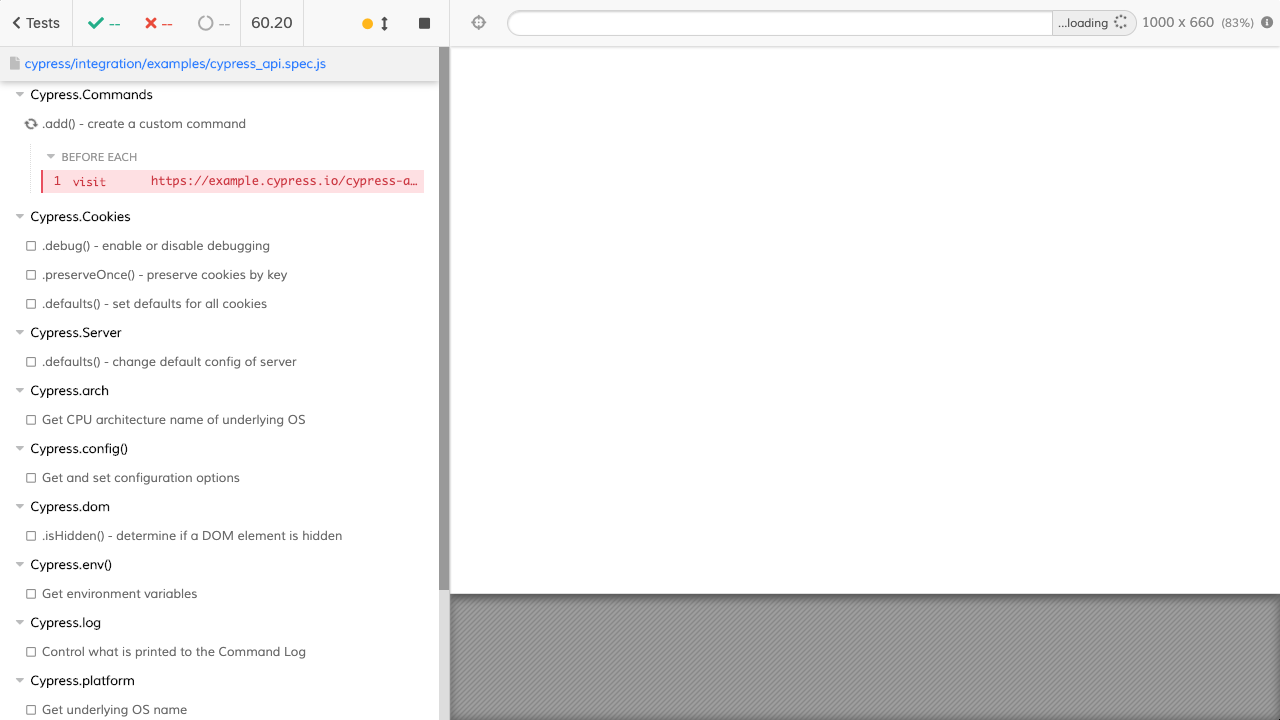 Tests
--
--
--
60.20
...loading
1000 x 660 (83%)
cypress/integration/examples/cypress_api.spec.js
Cypress.Commands
.add() - create a custom command
BEFORE EACH
1 visit https://example.cypress.io/cypress-a...
Cypress.Cookies
.debug() - enable or disable debugging
.preserveOnce() - preserve cookies by key
.defaults() - set defaults for all cookies
Cypress.Server
.defaults() - change default config of server
Cypress.arch
Get CPU architecture name of underlying OS
Cypress.config()
Get and set configuration options
Cypress.dom
.isHidden() - determine if a DOM element is hidden
Cypress.env()
Get environment variables
Cypress.log
Control what is printed to the Command Log
Cypress.platform
Get underlying OS name